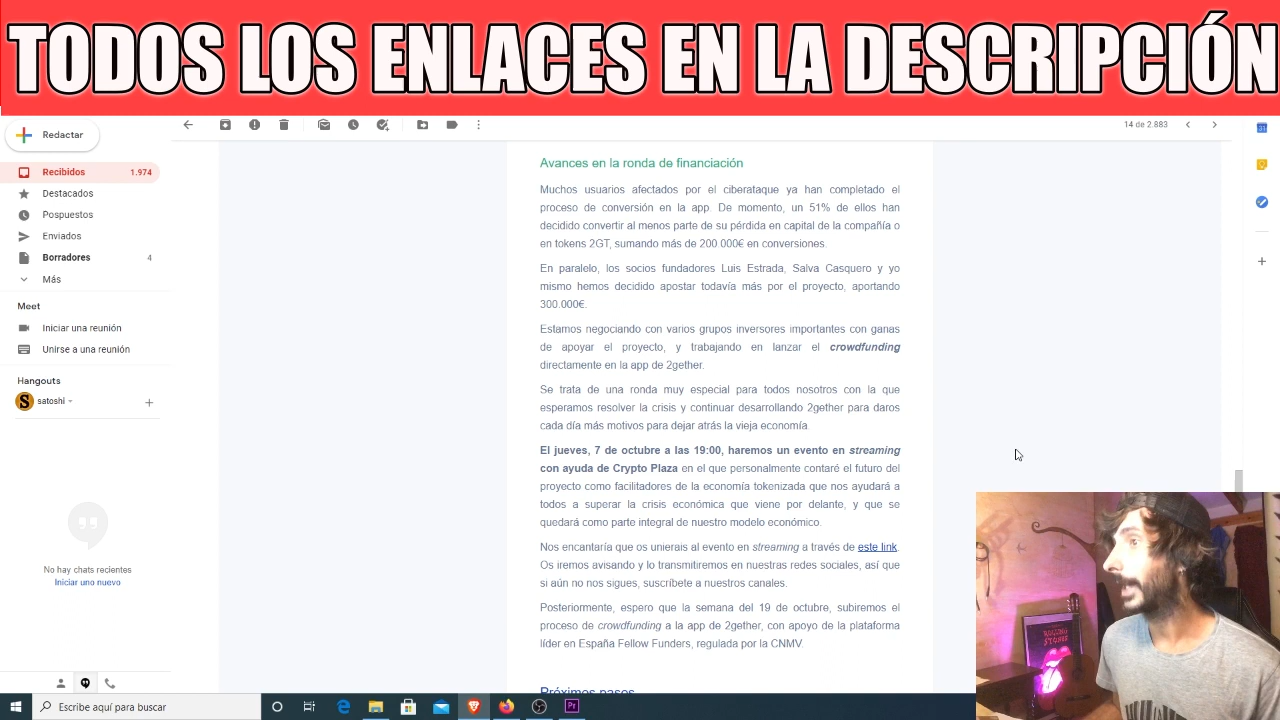 TODOS LOS ENLACES EN LA DESCRIPCIÓN
Redactar
14 de 2.883
Recibidos 1.974
Destacados
Pospuestos
Enviados
Borradores 4
Más
Meet
Iniciar una reunión
Unirse a una reunión
Hangouts
satoshi
No hay chats recientes
Iniciar uno nuevo
Avances en la ronda de financiación
Muchos usuarios afectados por el ciberataque ya han completado el
proceso de conversión en la app. De momento, un 51% de ellos han
decidido convertir al menos parte de su pérdida en capital de la compañía o
en tokens 2GT, sumando más de 200.000€ en conversiones.
En paralelo, los socios fundadores Luis Estrada, Salva Casquero y yo
mismo hemos decidido apostar todavía más por el proyecto, aportando
300.000€.
Estamos negociando con varios grupos inversores importantes con ganas
de apoyar el proyecto, y trabajando en lanzar el crowdfunding
directamente en la app de 2gether.
Se trata de una ronda muy especial para todos nosotros con la que
esperamos resolver la crisis y continuar desarrollando 2gether para daros
cada día más motivos para dejar atrás la vieja economía.
El jueves, 7 de octubre a las 19:00, haremos un evento en streaming
con ayuda de Crypto Plaza en el que personalmente contaré el futuro del
proyecto como facilitadores de la economía tokenizada que nos ayudará a
todos a superar la crisis económica que viene por delante, y que se
quedará como parte integral de nuestro modelo económico.
Nos encantaría que os unierais al evento en streaming a través de este link.
Os iremos avisando y lo transmitiremos en nuestras redes sociales, así que
si aún no nos sigues, suscríbete a nuestros canales.
Posteriormente, espero que la semana del 19 de octubre, subiremos el
proceso de crowdfunding a la app de 2gether, con apoyo de la plataforma
líder en España Fellow Funders, regulada por la CNMV.
Próximos pasos
ROLLING
STONES
Escribe aquí para buscar
Pr